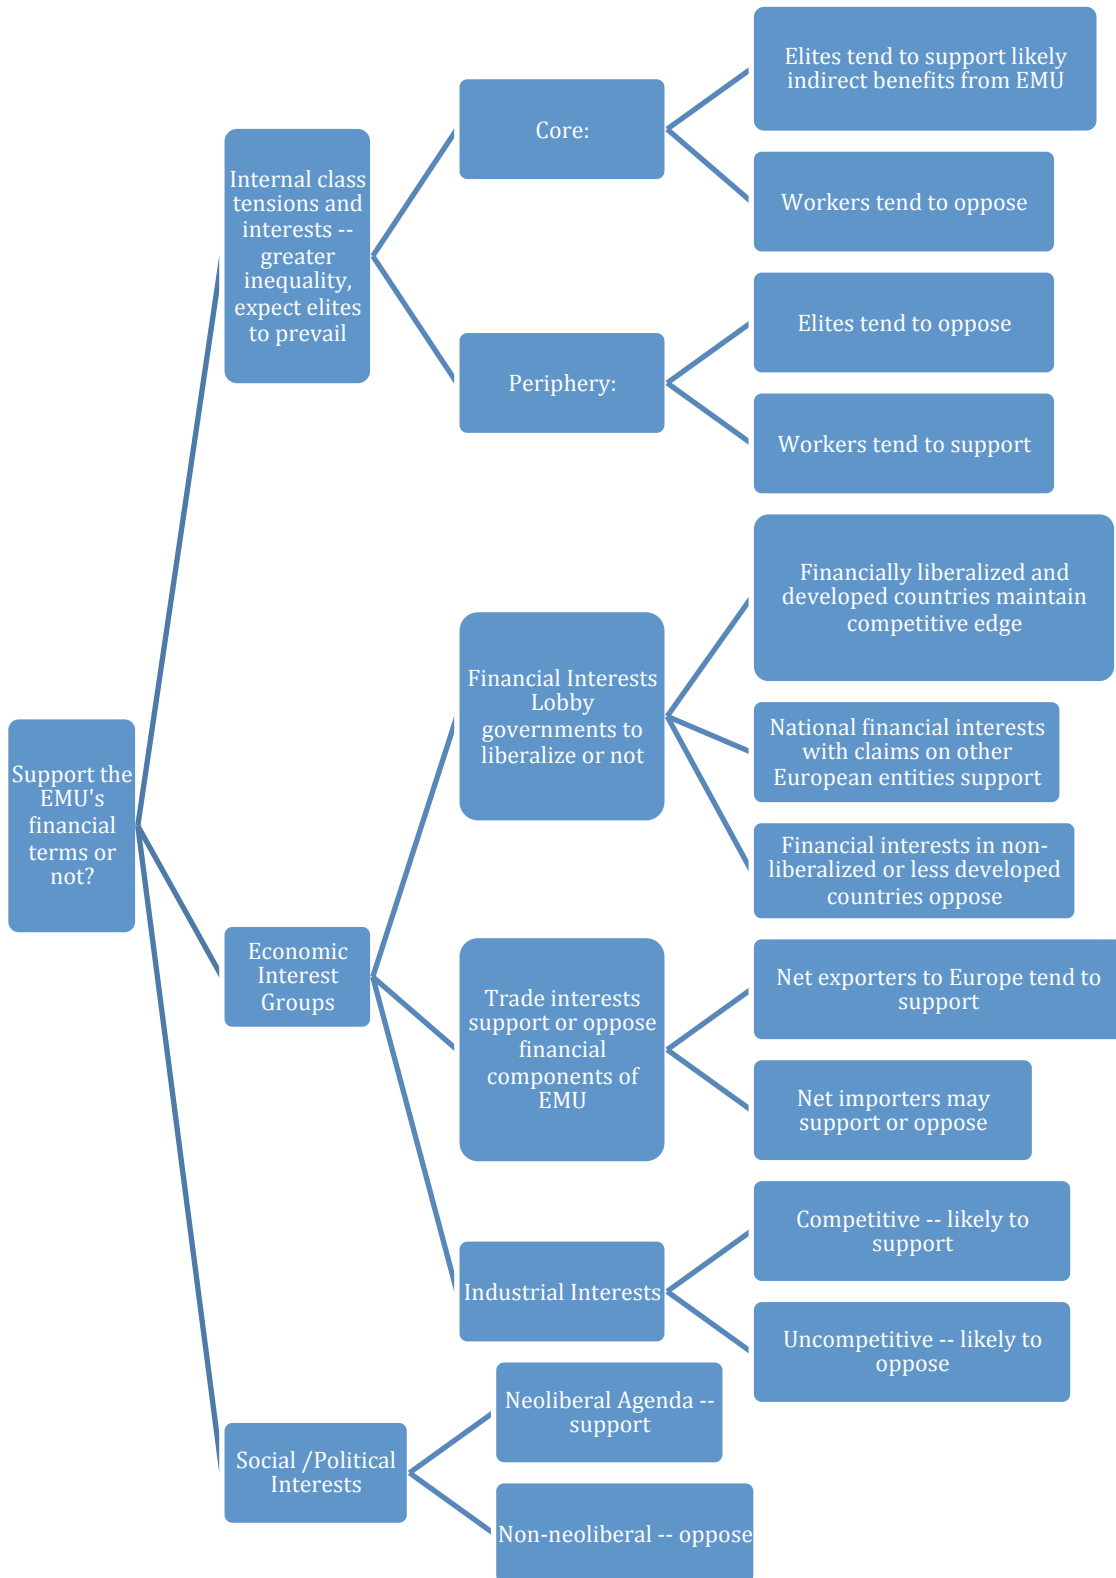 Support the
EMU's
financial
terms or
not?
Internal class
tensions and
interests --
greater
inequality,
expect elites
to prevail
Core:
Elites tend to support likely
indirect benefits from EMU
Workers tend to oppose
Periphery:
Elites tend to oppose
Workers tend to support
Economic
Interest
Groups
Financial Interests
Lobby
governments to
liberalize or not
Financially liberalized and
developed countries maintain
competitive edge
National financial interests
with claims on other
European entities support
Financial interests in non-
liberalized or less developed
countries oppose
Trade interests
support or oppose
financial
components of
EMU
Net exporters to Europe tend to
support
Net importers may
support or oppose
Industrial Interests
Competitive -- likely to
support
Uncompetitive -- likely to
oppose
Social /Political
Interests
Neoliberal Agenda --
support
Non-neoliberal -- oppose